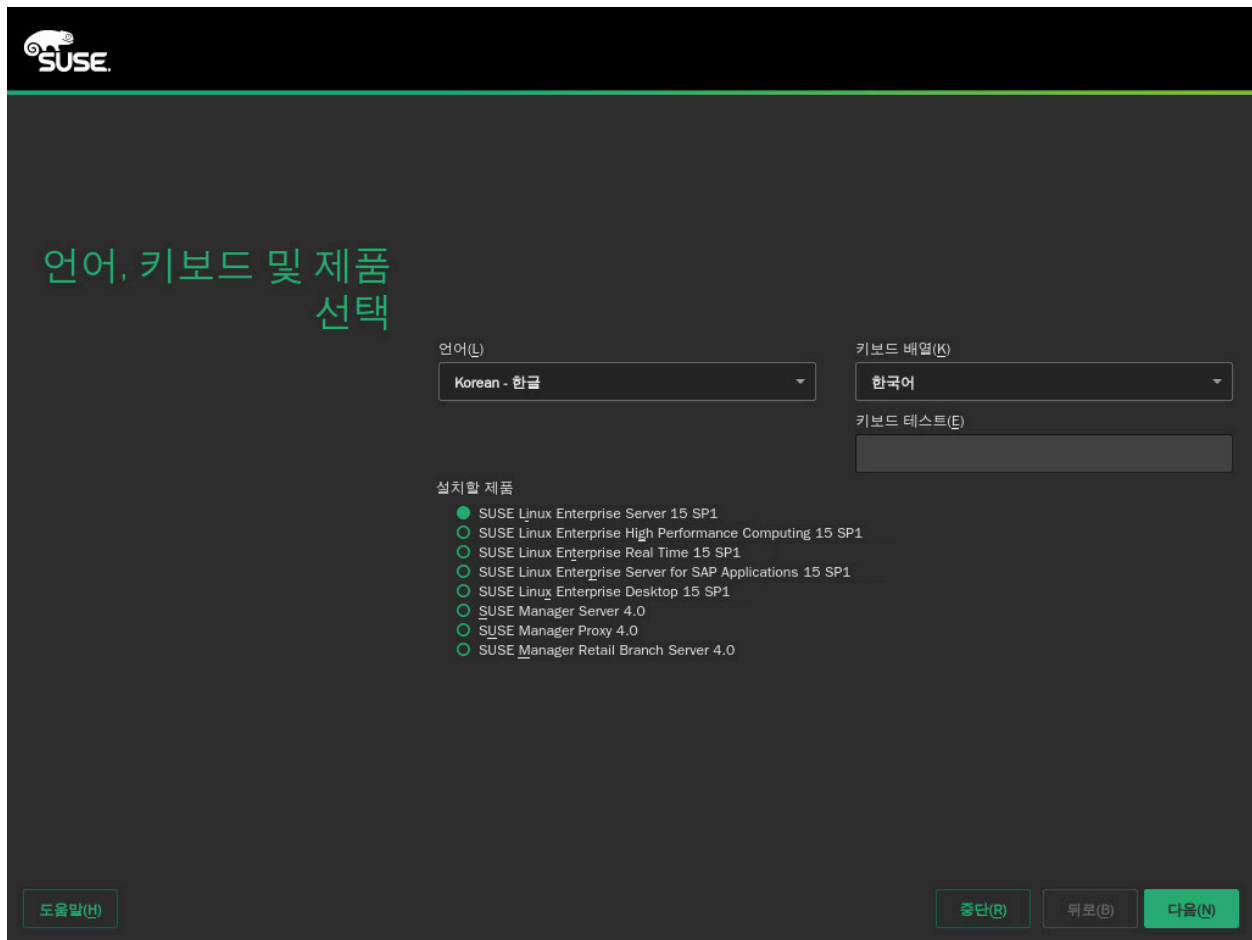 SUSE.
언어, 키보드 및 제품
선택
언어(L)
키보드 배열(K)
Korean - 한글
한국어
키보드 테스트(E)
설치할 제품
SUSE Linux Enterprise Server 15 SP1
SUSE Linux Enterprise High Performance Computing 15 SP1
SUSE Linux Enterprise Real Time 15 SP1
SUSE Linux Enterprise Server for SAP Applications 15 SP1
SUSE Linux Enterprise Desktop 15 SP1
SUSE Manager Server 4.0
SUSE Manager Proxy 4.0
SUSE Manager Retail Branch Server 4.0
도움말(H)
중단(R)
뒤로(B)
다음(N)